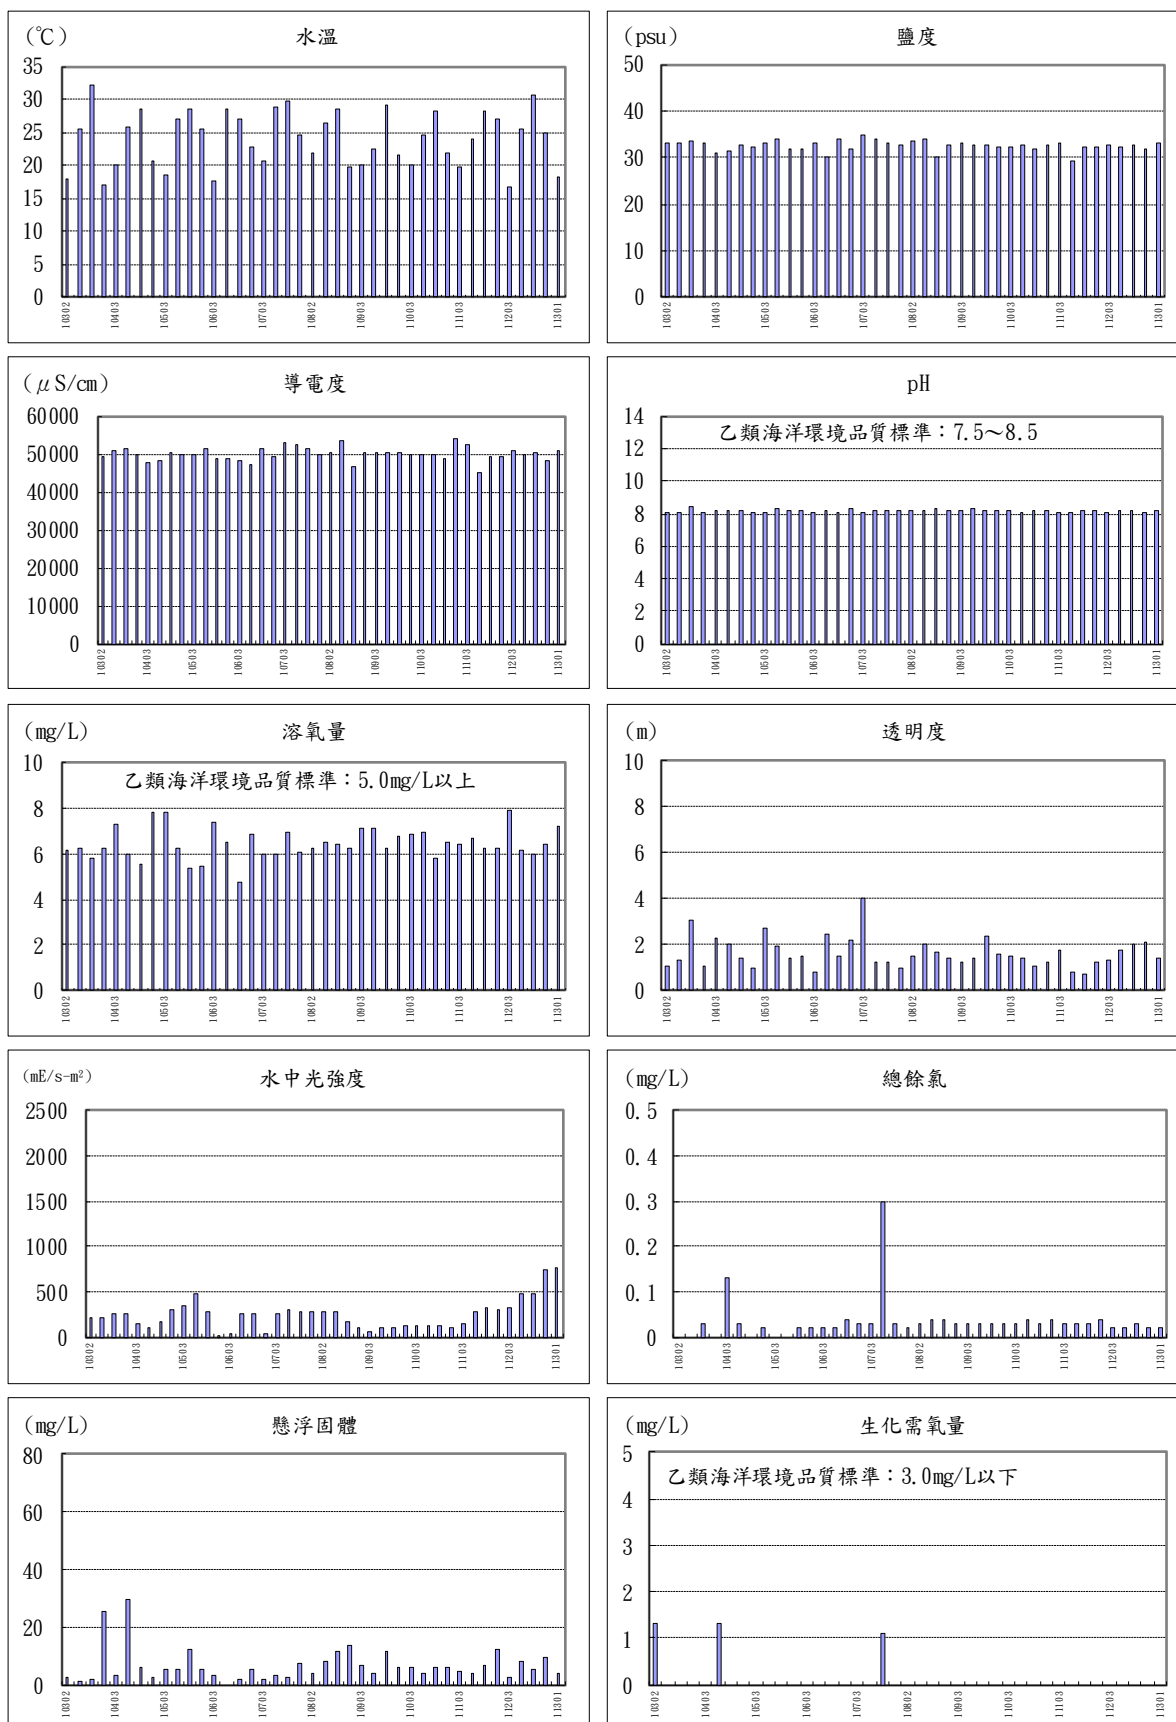 (℃) 水溫
35
30
25
20
15
10
5
0
10302 10403 10503 10603 10703 10802 10903 11003 11103 11203 11301
(psu) 鹽度
50
40
30
20
10
0
10302 10403 10503 10603 10703 10802 10903 11003 11103 11203 11301
(μS/cm) 導電度
60000
50000
40000
30000
20000
10000
0
10302 10403 10503 10603 10703 10802 10903 11003 11103 11203 11301
pH
乙類海洋環境品質標準：7.5～8.5
14
12
10
8
6
4
2
0
10302 10403 10503 10603 10703 10802 10903 11003 11103 11203 11301
(mg/L) 溶氧量
乙類海洋環境品質標準：5.0mg/L以上
10
8
6
4
2
0
10302 10403 10503 10603 10703 10802 10903 11003 11103 11203 11301
(m) 透明度
10
8
6
4
2
0
10302 10403 10503 10603 10703 10802 10903 11003 11103 11203 11301
(mE/s-m²) 水中光強度
2500
2000
1500
1000
500
0
10302 10403 10503 10603 10703 10802 10903 11003 11103 11203 11301
(mg/L) 總餘氯
0.5
0.4
0.3
0.2
0.1
0
10302 10403 10503 10603 10703 10802 10903 11003 11103 11203 11301
(mg/L) 懸浮固體
80
60
40
20
0
10302 10403 10503 10603 10703 10802 10903 11003 11103 11203 11301
(mg/L) 生化需氧量
乙類海洋環境品質標準：3.0mg/L以下
5
4
3
2
1
0
10302 10403 10503 10603 10703 10802 10903 11003 11103 11203 11301